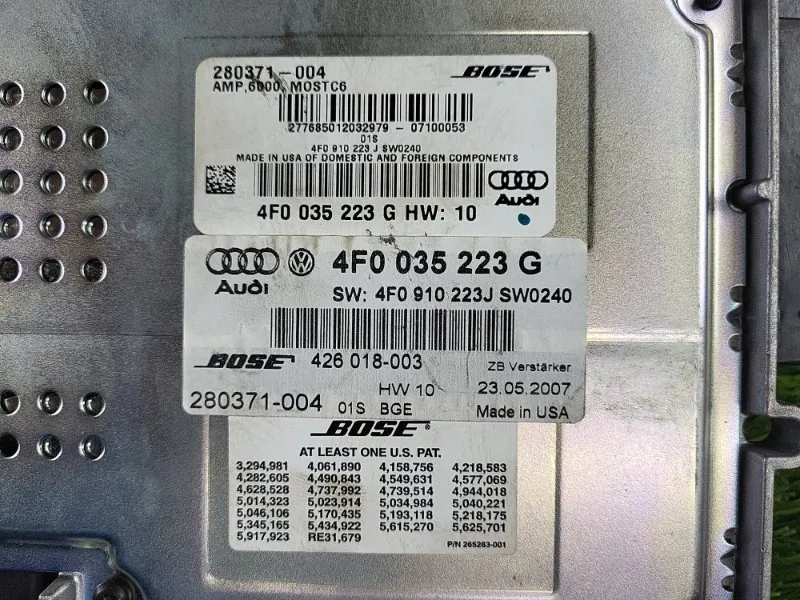 280371-004 BOSE
AMP,6000, MOSTC6
277685012032979 - 07100053
01S
4F0 910 223 J SW0240
MADE IN USA OF DOMESTIC AND FOREIGN COMPONENTS
Audi
4F0 035 223 G HW: 10
Audi 4F0 035 223 G
SW: 4F0 910 223J SW0240
BOSE 426 018-003 ZB Verstärker
HW 10 23.05.2007
280371-004 01S BGE Made in USA
BOSE
AT LEAST ONE U.S. PAT.
3,294,981 4,061,890 4,158,756 4,218,583
4,282,605 4,490,843 4,549,631 4,577,069
4,628,528 4,737,992 4,739,514 4,944,018
5,014,323 5,023,914 5,034,984 5,040,221
5,046,106 5,170,435 5,193,118 5,218,175
5,345,165 5,434,922 5,615,270 5,625,701
5,917,923 RE31,679
P/N 265283-001